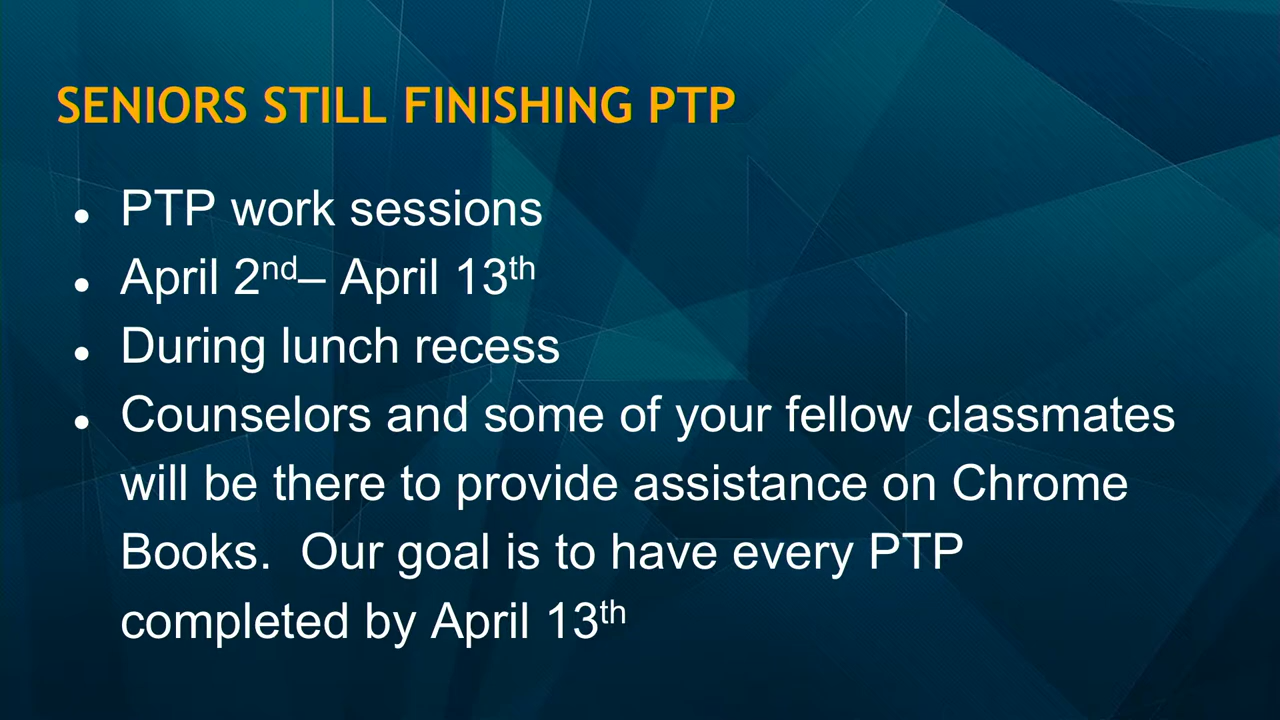 SENIORS STILL FINISHING PTP
• PTP work sessions
• April 2nd– April 13th
• During lunch recess
• Counselors and some of your fellow classmates
will be there to provide assistance on Chrome
Books.  Our goal is to have every PTP
completed by April 13th